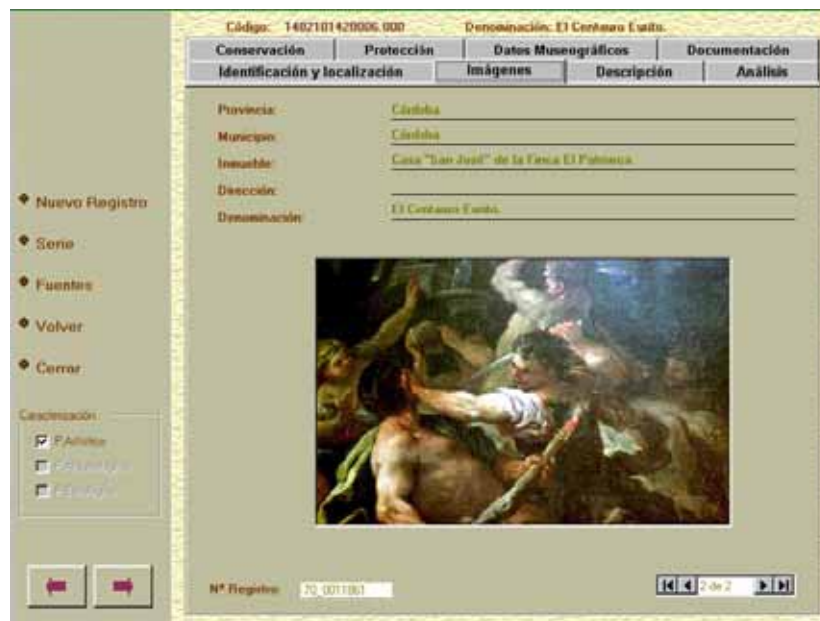 Código: 1402101420006.000 Denominación: El Centauro Eurito.
Conservación Protección Datos Museográficos Documentación
Identificación y localización Imágenes Descripción Análisis
Provincia: Córdoba
Municipio: Córdoba
Inmueble: Casa "San José" de la Finca El Patriarca
Dirección:
Denominación: El Centauro Eurito.
Nuevo Registro
Serie
Fuentes
Volver
Cerrar
Caracterización
P.Artístico
Nº Registro: 70_0011861
2 de 2